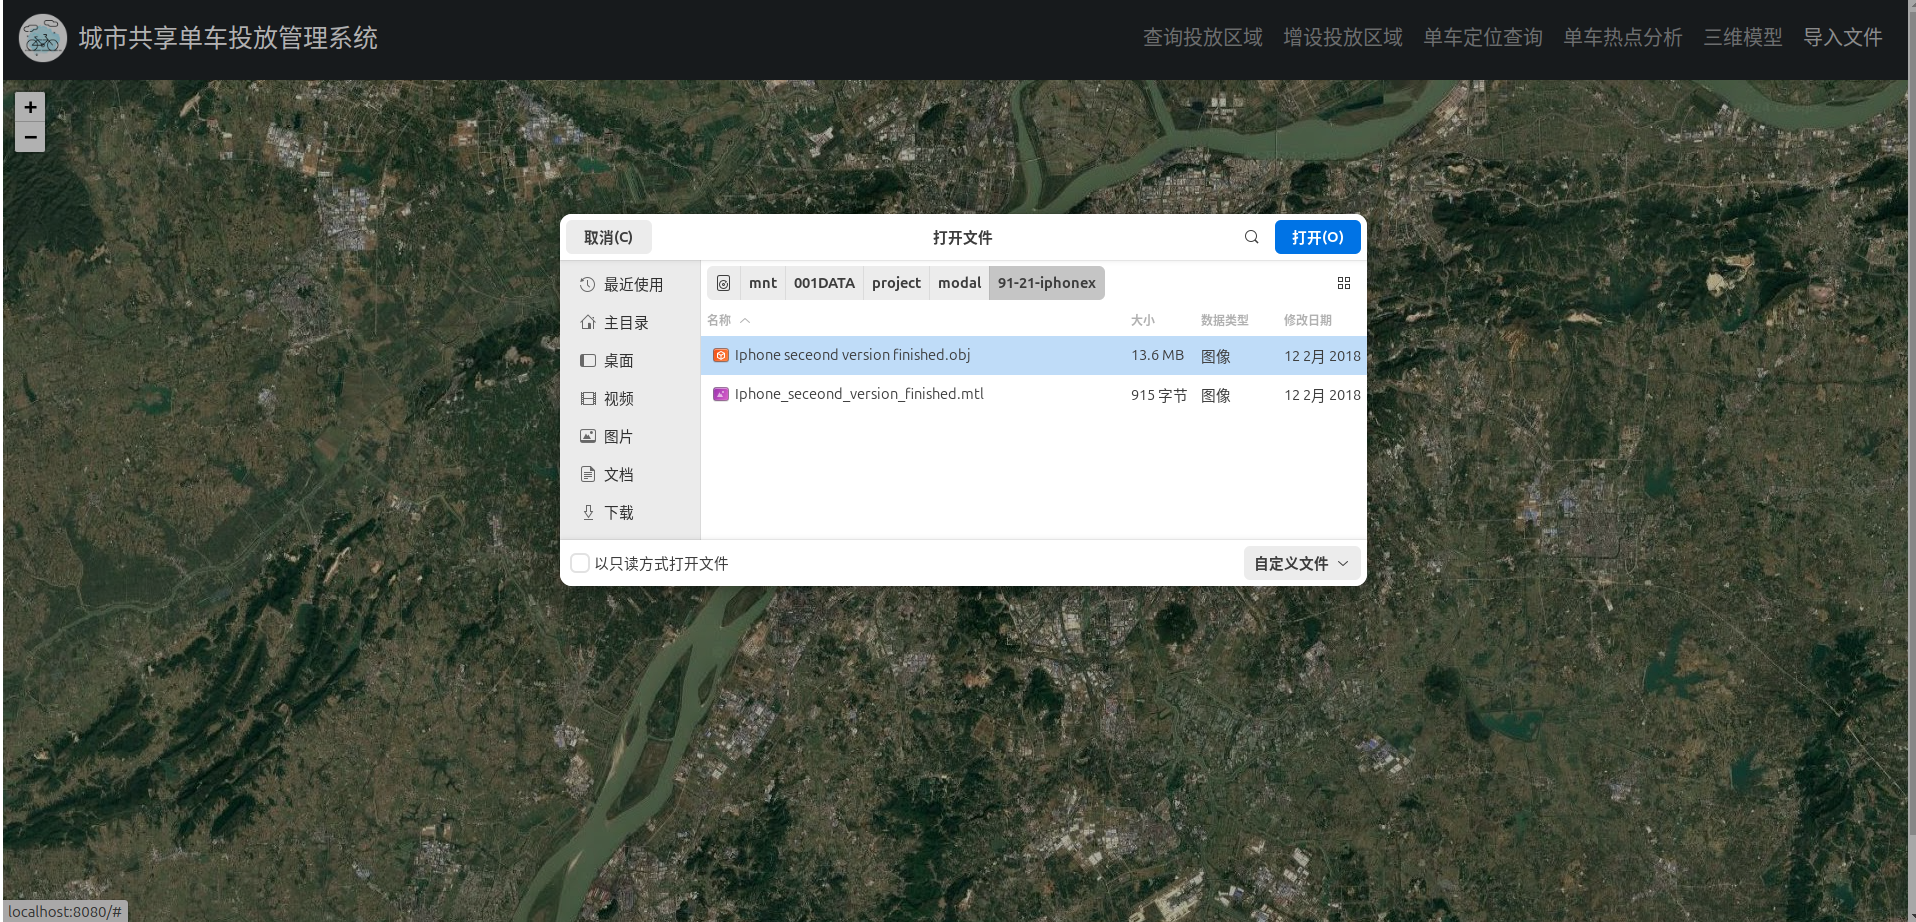 城市共享单车投放管理系统
查询投放区域 增设投放区域 单车定位查询 单车热点分析 三维模型 导入文件
+
−
取消(C) 打开文件 打开(O)
最近使用
主目录
桌面
视频
图片
文档
下载
mnt 001DATA project modal 91-21-iphonex
名称 大小 数据类型 修改日期
Iphone seceond version finished.obj 13.6 MB 图像 12 2月 2018
Iphone_seceond_version_finished.mtl 915 字节 图像 12 2月 2018
以只读方式打开文件 自定义文件
localhost:8080/#